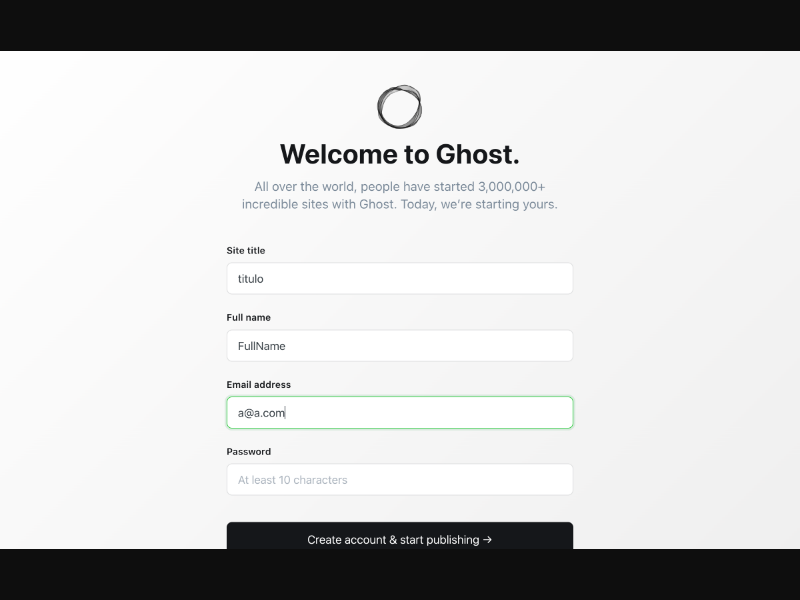 Welcome to Ghost.
All over the world, people have started 3,000,000+
incredible sites with Ghost. Today, we're starting yours.
Site title
titulo
Full name
FullName
Email address
a@a.com
Password
At least 10 characters
Create account & start publishing →